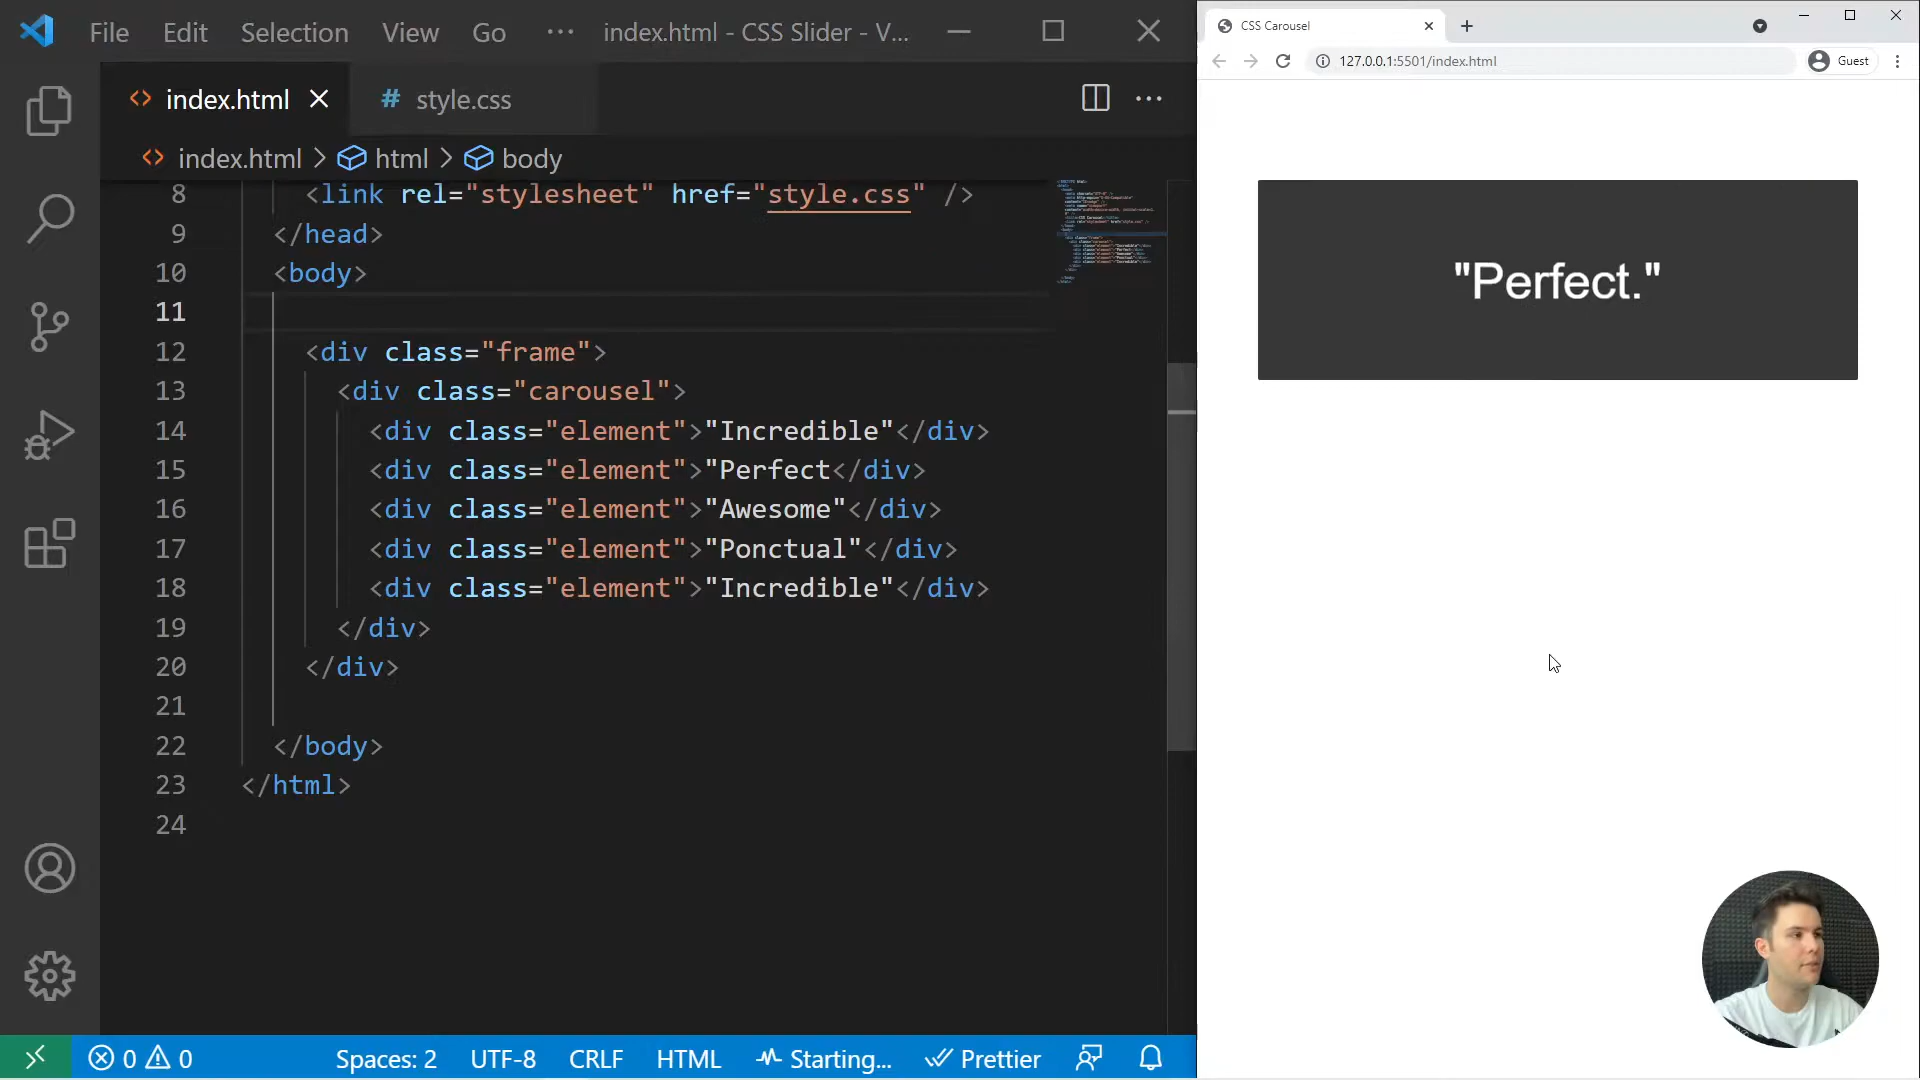 File Edit Selection View Go ··· index.html - CSS Slider - V...
index.html style.css
index.html > html > body
8 <link rel="stylesheet" href="style.css" />
9 </head>
10 <body>
11
12 <div class="frame">
13 <div class="carousel">
14 <div class="element">"Incredible"</div>
15 <div class="element">"Perfect</div>
16 <div class="element">"Awesome"</div>
17 <div class="element">"Ponctual"</div>
18 <div class="element">"Incredible"</div>
19 </div>
20 </div>
21
22 </body>
23 </html>
24
0 0 Spaces: 2 UTF-8 CRLF HTML Starting... Prettier
CSS Carousel
127.0.0.1:5501/index.html Guest
"Perfect."